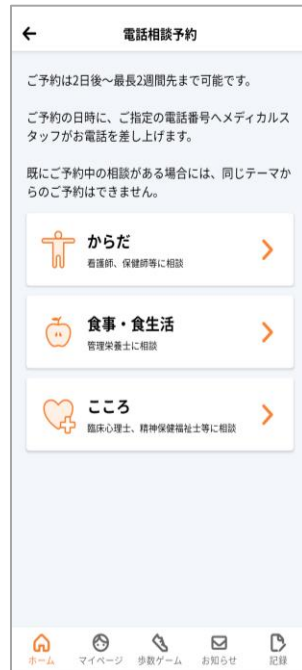 電話相談予約
ご予約は2日後~最長2週間先まで可能です。
ご予約の日時に、ご指定の電話番号へメディカルス
タッフがお電話を差し上げます。
既にご予約中の相談がある場合には、同じテーマか
らのご予約はできません。
からだ
看護師、保健師等に相談
食事・食生活
管理栄養士に相談
こころ
臨床心理士、精神保健福祉士等に相談
ホーム
マイページ
歩数ゲーム
お知らせ
記録